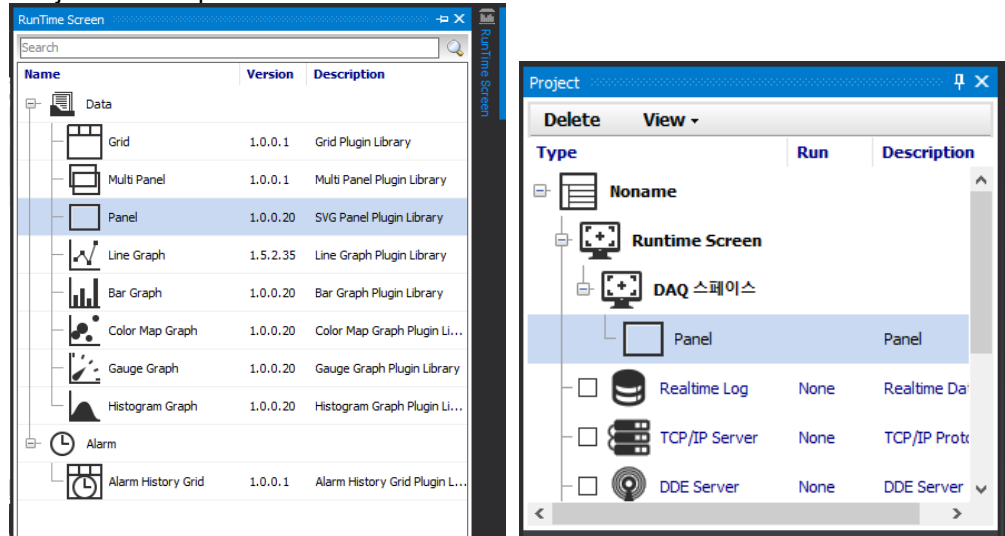 RunTime Screen
Search
Name Version Description
Data
Grid 1.0.0.1 Grid Plugin Library
Multi Panel 1.0.0.1 Multi Panel Plugin Library
Panel 1.0.0.20 SVG Panel Plugin Library
Line Graph 1.5.2.35 Line Graph Plugin Library
Bar Graph 1.0.0.20 Bar Graph Plugin Library
Color Map Graph 1.0.0.20 Color Map Graph Plugin Li...
Gauge Graph 1.0.0.20 Gauge Graph Plugin Library
Histogram Graph 1.0.0.20 Histogram Graph Plugin Li...
Alarm
Alarm History Grid 1.0.0.1 Alarm History Grid Plugin L...
RunTime Screen
Project
Delete View
Type Run Description
Noname
Runtime Screen
DAQ 스페이스
Panel Panel
Realtime Log None Realtime Da
TCP/IP Server None TCP/IP Proto
DDE Server None DDE Server